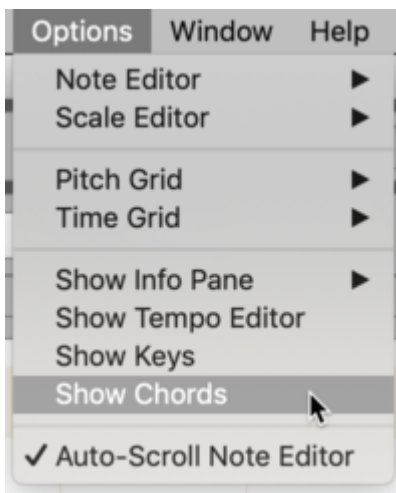 Options Window Help
Note Editor
Scale Editor
Pitch Grid
Time Grid
Show Info Pane
Show Tempo Editor
Show Keys
Show Chords
Auto-Scroll Note Editor